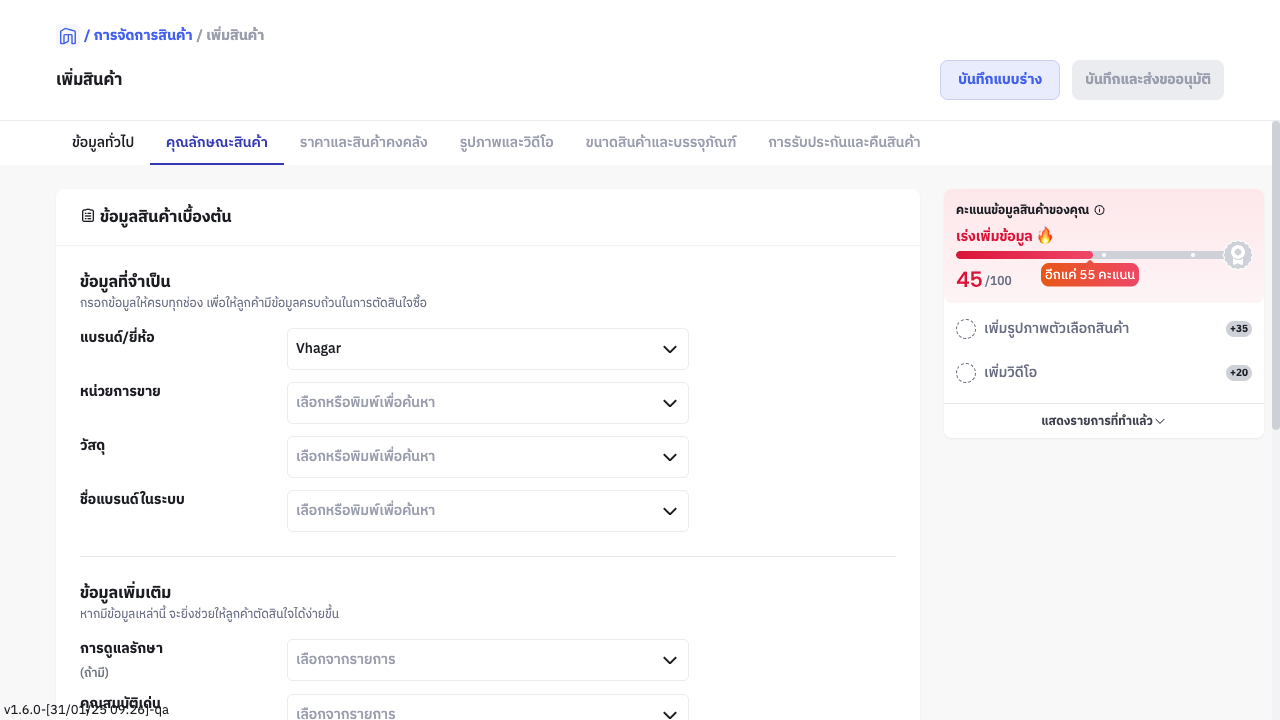 / การจัดการสินค้า / เพิ่มสินค้า
เพิ่มสินค้า
บันทึกแบบร่าง
บันทึกและส่งขออนุมัติ
ข้อมูลทั่วไป
คุณลักษณะสินค้า
ราคาและสินค้าคงคลัง
รูปภาพและวิดีโอ
ขนาดสินค้าและบรรจุภัณฑ์
การรับประกันและคืนสินค้า
ข้อมูลสินค้าเบื้องต้น
ข้อมูลที่จำเป็น
กรอกข้อมูลให้ครบทุกช่อง เพื่อให้ลูกค้ามีข้อมูลครบถ้วนในการตัดสินใจซื้อ
แบรนด์/ยี่ห้อ
Vhagar
หน่วยการขาย
เลือกหรือพิมพ์เพื่อค้นหา
วัสดุ
เลือกหรือพิมพ์เพื่อค้นหา
ชื่อแบรนด์ในระบบ
เลือกหรือพิมพ์เพื่อค้นหา
ข้อมูลเพิ่มเติม
หากมีข้อมูลเหล่านี้ จะยิ่งช่วยให้ลูกค้าตัดสินใจได้ง่ายขึ้น
การดูแลรักษา
(ถ้ามี)
เลือกจากรายการ
คุณสมบัติเด่น
เลือกจากรายการ
v1.6.0-[31/01/25 09:26]-qa
คะแนนข้อมูลสินค้าของคุณ
เร่งเพิ่มข้อมูล 🔥
45/100
อีกแค่ 55 คะแนน
เพิ่มรูปภาพตัวเลือกสินค้า
+35
เพิ่มวิดีโอ
+20
แสดงรายการที่ทำแล้ว